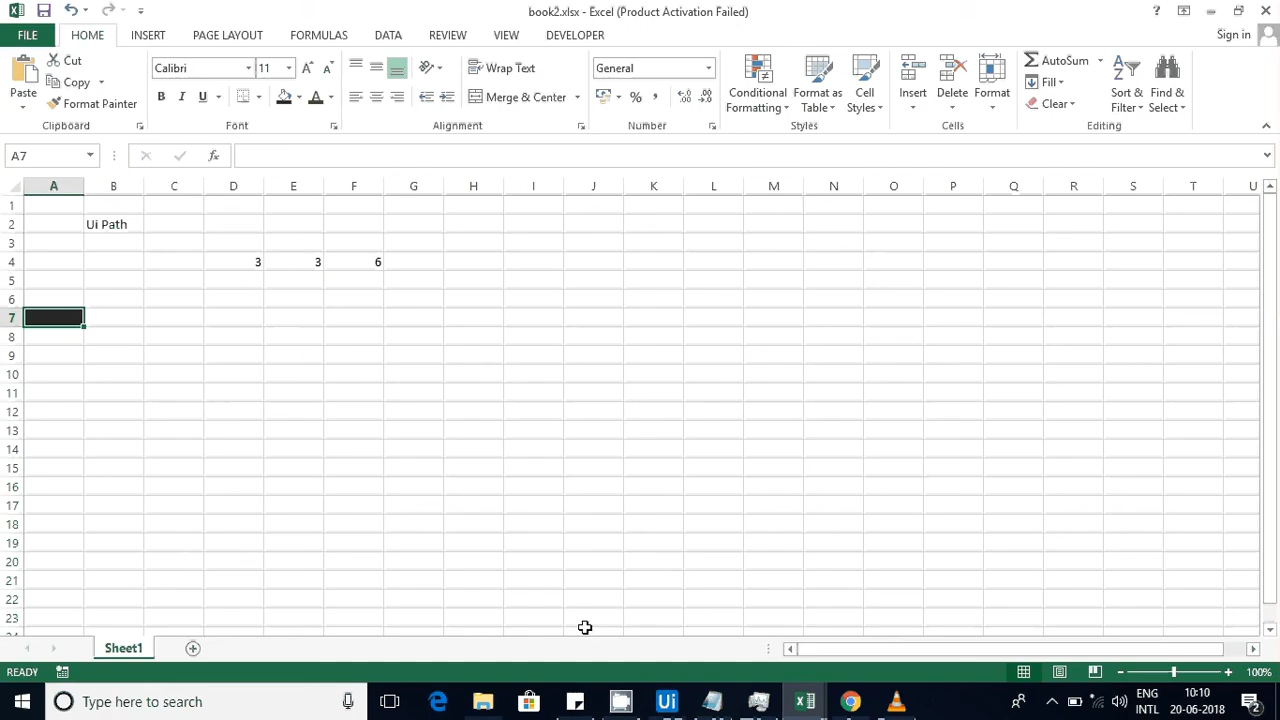 book2.xlsx - Excel (Product Activation Failed)
?
FILE HOME INSERT PAGE LAYOUT FORMULAS DATA REVIEW VIEW DEVELOPER Sign in
Paste Cut Copy Format Painter Clipboard
Calibri 11 B I U A Font
Wrap Text Merge & Center Alignment
General % , Number
Conditional Formatting Format as Table Cell Styles Styles
Insert Delete Format Cells
AutoSum Fill Clear Sort & Filter Find & Select Editing
A7 fx
A B C D E F G H I J K L M N O P Q R S T U
1
2 Ui Path
3
4 3 3 6
5
6
7
8
9
10
11
12
13
14
15
16
17
18
19
20
21
22
23
Sheet1
READY 100%
Type here to search Ui ENG INTL 10:10 20-06-2018 2